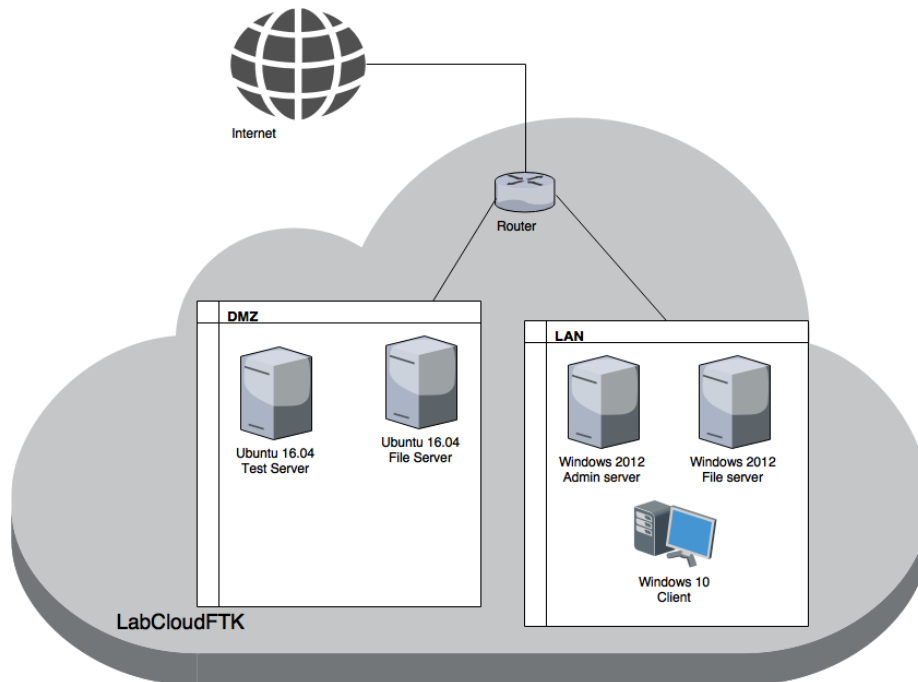 Internet
Router
DMZ
LAN
Ubuntu 16.04
Test Server
Ubuntu 16.04
File Server
Windows 2012
Admin server
Windows 2012
File server
Windows 10
Client
LabCloudFTK